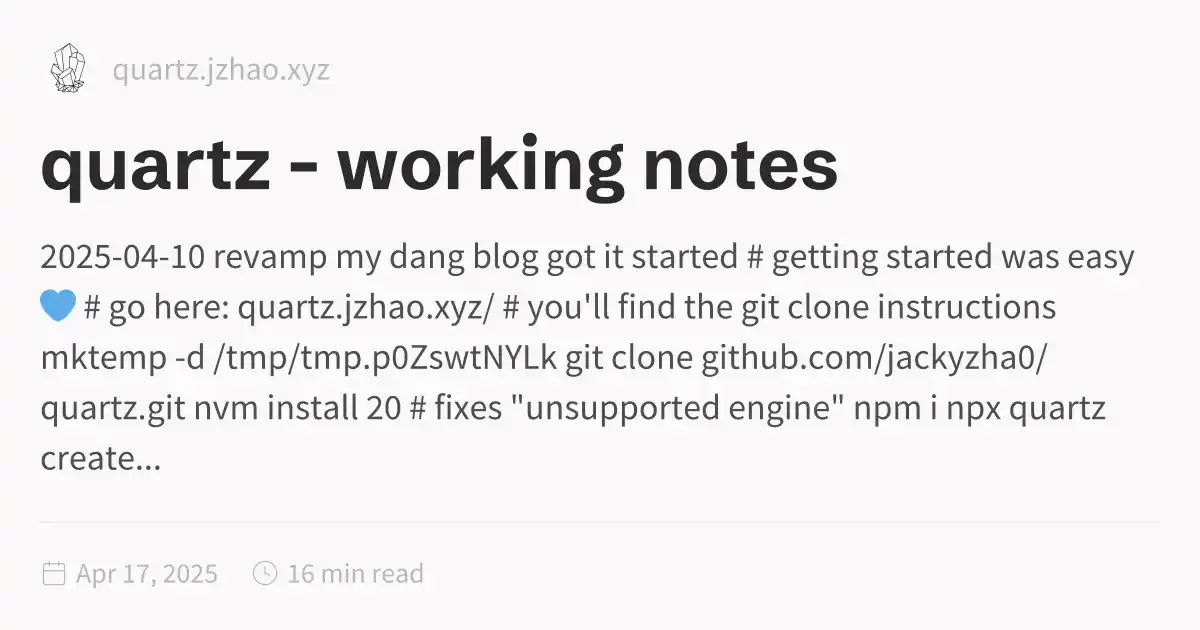 quartz.jzhao.xyz
quartz - working notes
2025-04-10 revamp my dang blog got it started # getting started was easy
💙 # go here: quartz.jzhao.xyz/ # you'll find the git clone instructions
mktemp -d /tmp/tmp.p0ZswtNYLk git clone github.com/jackyzha0/
quartz.git nvm install 20 # fixes "unsupported engine" npm i npx quartz
create...
Apr 17, 2025 16 min read